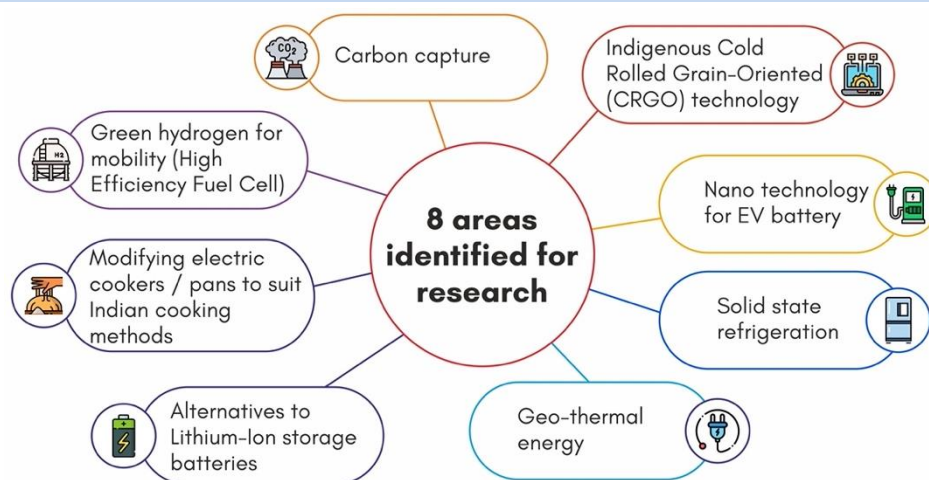 CO2
Carbon capture
Indigenous Cold
Rolled Grain-Oriented
(CRGO) technology
H2
Green hydrogen for
mobility (High
Efficiency Fuel Cell)
8 areas
identified for
research
Nano technology
for EV battery
Modifying electric
cookers / pans to suit
Indian cooking
methods
Solid state
refrigeration
Alternatives to
Lithium-Ion storage
batteries
Geo-thermal
energy